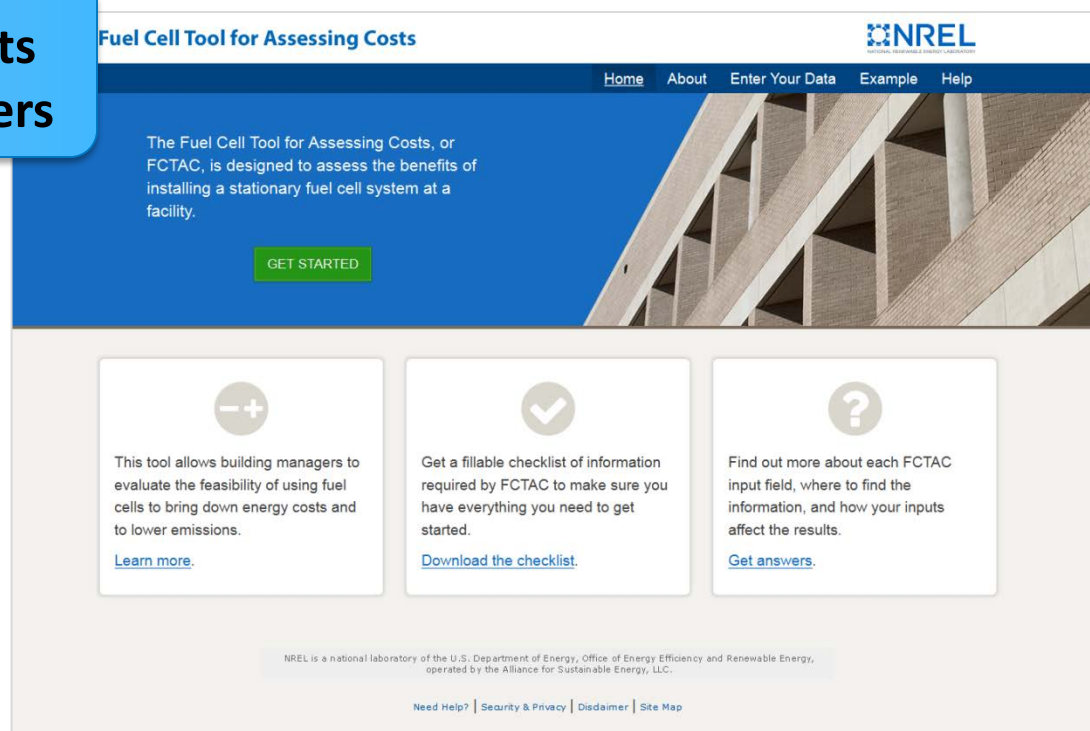 ts
ers
Fuel Cell Tool for Assessing Costs
NREL
NATIONAL RENEWABLE ENERGY LABORATORY
Home About Enter Your Data Example Help
The Fuel Cell Tool for Assessing Costs, or
FCTAC, is designed to assess the benefits of
installing a stationary fuel cell system at a
facility.
GET STARTED
This tool allows building managers to
evaluate the feasibility of using fuel
cells to bring down energy costs and
to lower emissions.
Learn more.
Get a fillable checklist of information
required by FCTAC to make sure you
have everything you need to get
started.
Download the checklist.
Find out more about each FCTAC
input field, where to find the
information, and how your inputs
affect the results.
Get answers.
NREL is a national laboratory of the U.S. Department of Energy, Office of Energy Efficiency and Renewable Energy,
operated by the Alliance for Sustainable Energy, LLC.
Need Help? | Security & Privacy | Disclaimer | Site Map